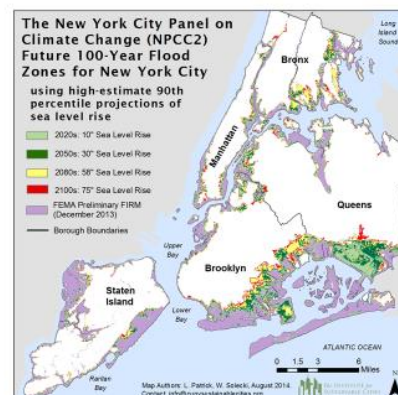 The New York City Panel on
Climate Change (NPCC2)
Future 100-Year Flood
Zones for New York City
using high-estimate 90th
percentile projections of
sea level rise
2020s: 10" Sea Level Rise
2050s: 30" Sea Level Rise
2080s: 58" Sea Level Rise
2100s: 75" Sea Level Rise
FEMA Preliminary FIRM
(December 2013)
Borough Boundaries
Long
Island
Sound
Bronx
Manhattan
Queens
Upper
Bay
Brooklyn
Staten
Island
Lower
Bay
Raritan
Bay
ATLANTIC OCEAN
0 1.5 3 6
Miles
N
Map Authors: L. Patrick, W. Solecki, August 2014